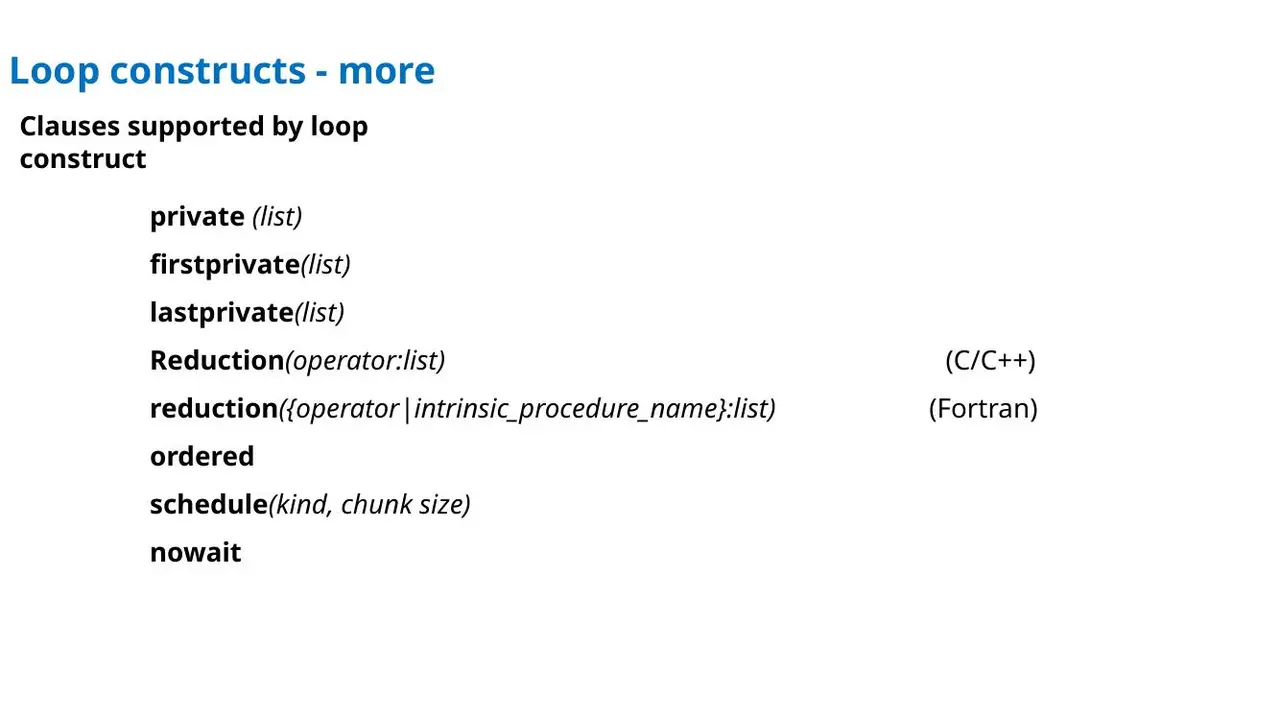 Loop constructs - more
Clauses supported by loop
construct
private (list)
firstprivate(list)
lastprivate(list)
Reduction(operator:list) (C/C++)
reduction({operator|intrinsic_procedure_name}:list) (Fortran)
ordered
schedule(kind, chunk size)
nowait